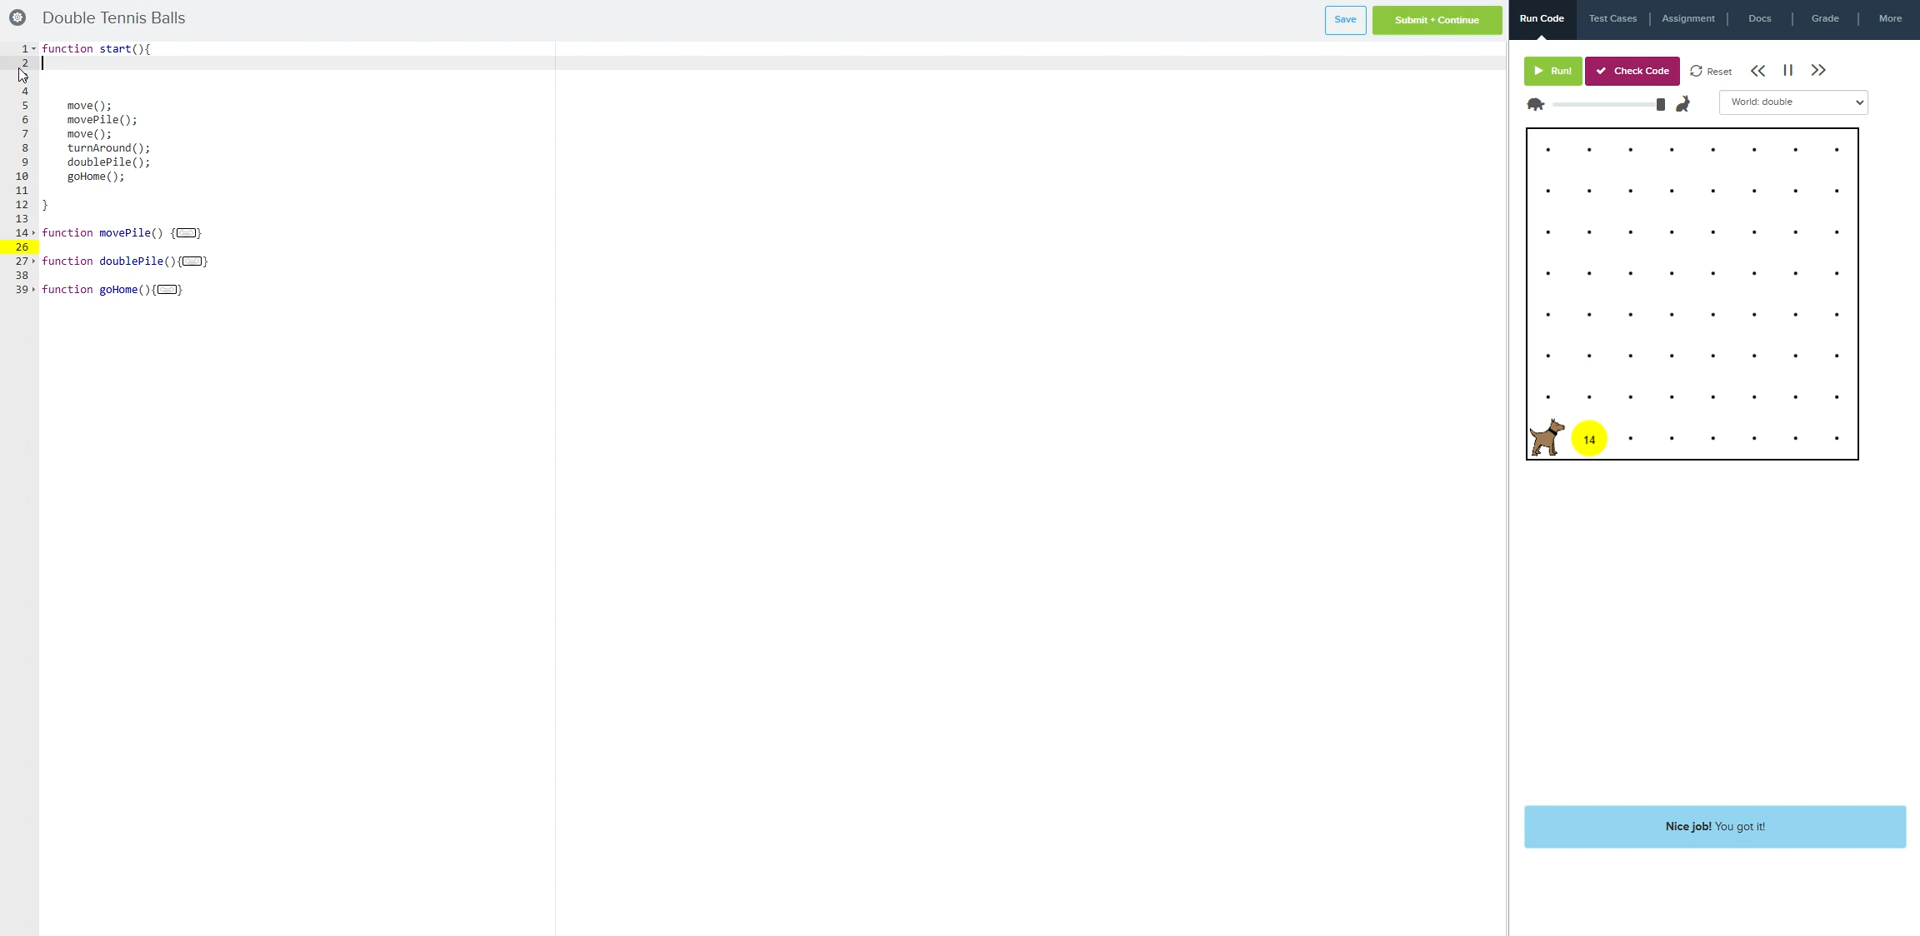 Double Tennis Balls
Save
Submit + Continue
Run Code
Test Cases
Assignment
Docs
Grade
More
1 function start(){
2
4
5 move();
6 movePile();
7 move();
8 turnAround();
9 doublePile();
10 goHome();
11
12 }
13
14 function movePile() {}
26
27 function doublePile(){}
38
39 function goHome(){}
Run!
Check Code
Reset
World: double
14
Nice job! You got it!